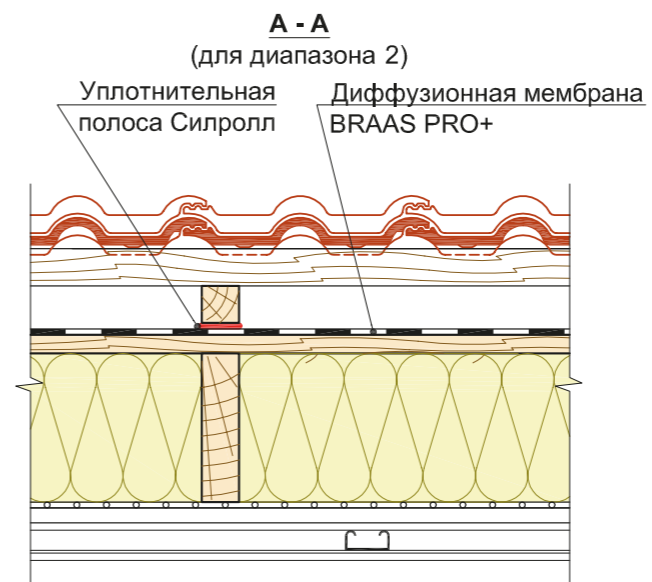 А - А
(для диапазона 2)
Уплотнительная
полоса Силролл
Диффузионная мембрана
BRAAS PRO+